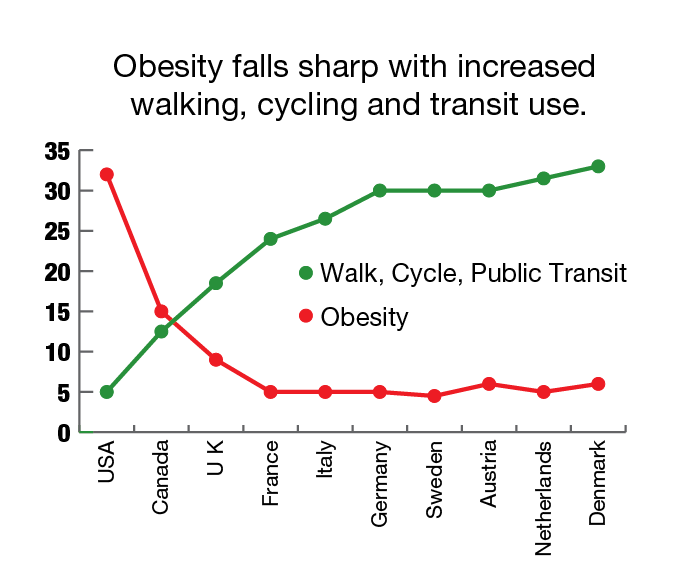 Obesity falls sharp with increased
walking, cycling and transit use.
35
30
25
20
15
10
5
0
Walk, Cycle, Public Transit
Obesity
USA
Canada
U K
France
Italy
Germany
Sweden
Austria
Netherlands
Denmark